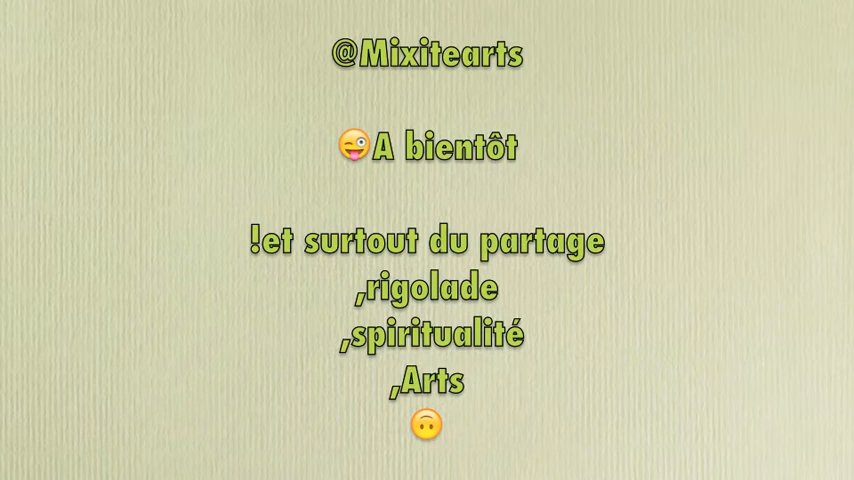 @Mixitearts
😜A bientôt
!et surtout du partage
,rigolade
,spiritualité
,Arts
🙃